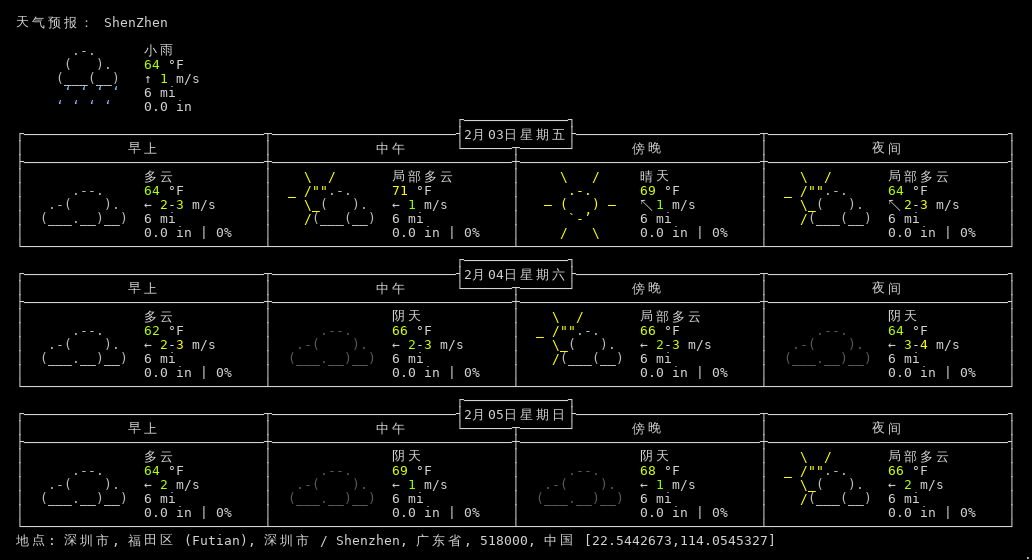 天气预报： ShenZhen
小雨
64 °F
↑ 1 m/s
6 mi
0.0 in
2月03日星期五
早上 中午 傍晚 夜间
多云 局部多云 晴天 局部多云
64 °F 71 °F 69 °F 64 °F
← 2-3 m/s ← 1 m/s ↖ 1 m/s ↖ 2-3 m/s
6 mi 6 mi 6 mi 6 mi
0.0 in | 0% 0.0 in | 0% 0.0 in | 0% 0.0 in | 0%
2月04日星期六
早上 中午 傍晚 夜间
多云 阴天 局部多云 阴天
62 °F 66 °F 66 °F 64 °F
← 2-3 m/s ← 2-3 m/s ← 2-3 m/s ← 3-4 m/s
6 mi 6 mi 6 mi 6 mi
0.0 in | 0% 0.0 in | 0% 0.0 in | 0% 0.0 in | 0%
2月05日星期日
早上 中午 傍晚 夜间
多云 阴天 阴天 局部多云
64 °F 69 °F 68 °F 66 °F
← 2 m/s ← 1 m/s ← 1 m/s ← 2 m/s
6 mi 6 mi 6 mi 6 mi
0.0 in | 0% 0.0 in | 0% 0.0 in | 0% 0.0 in | 0%
地点: 深圳市, 福田区 (Futian), 深圳市 / Shenzhen, 广东省, 518000, 中国 [22.5442673,114.0545327]